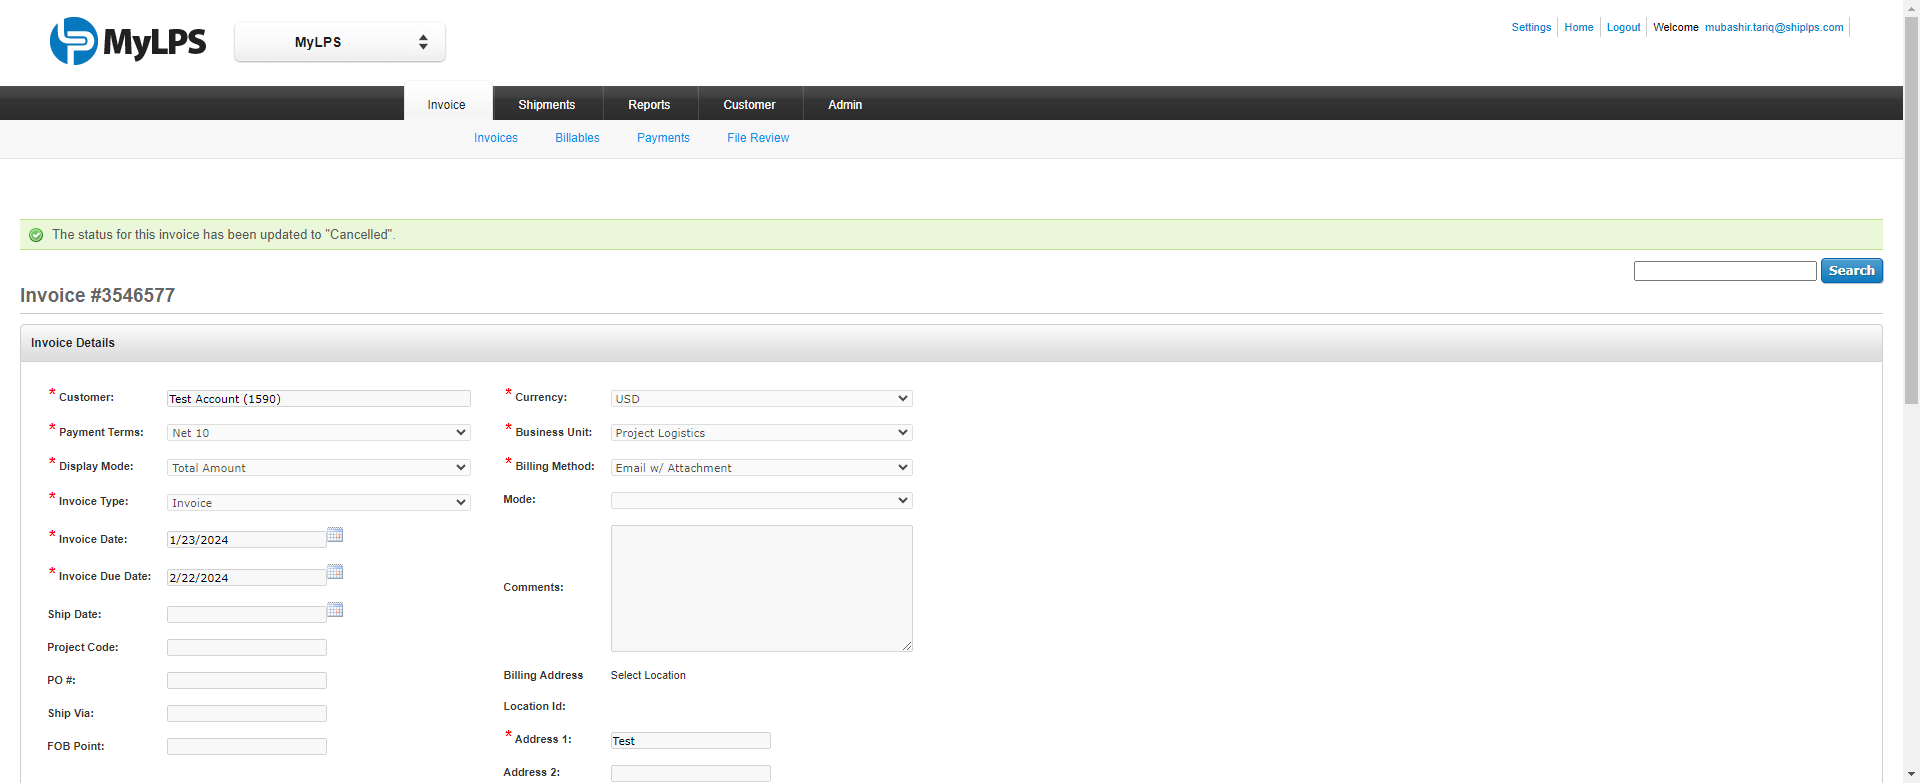 MyLPS
MyLPS
Settings Home Logout Welcome mubashir.tariq@shiplps.com
Invoice Shipments Reports Customer Admin
Invoices Billables Payments File Review
The status for this invoice has been updated to "Cancelled".
Search
Invoice #3546577
Invoice Details
* Customer: Test Account (1590)
* Currency: USD
* Payment Terms: Net 10
* Business Unit: Project Logistics
* Display Mode: Total Amount
* Billing Method: Email w/ Attachment
* Invoice Type: Invoice
Mode:
* Invoice Date: 1/23/2024
* Invoice Due Date: 2/22/2024
Comments:
Ship Date:
Project Code:
PO #:
Billing Address Select Location
Ship Via:
Location Id:
FOB Point:
* Address 1: Test
Address 2: